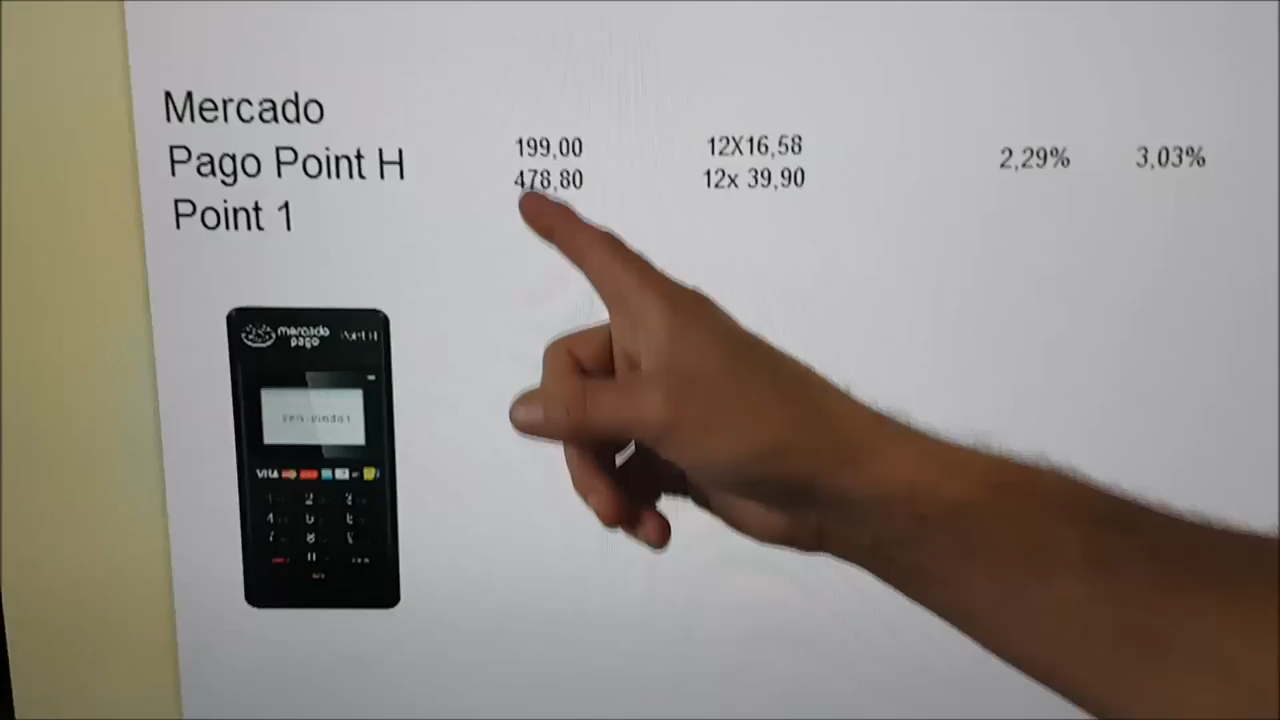 Mercado
Pago Point H
Point 1
199,00 12X16,58 2,29% 3,03%
478,80 12x 39,90
mercado
pago
VISA